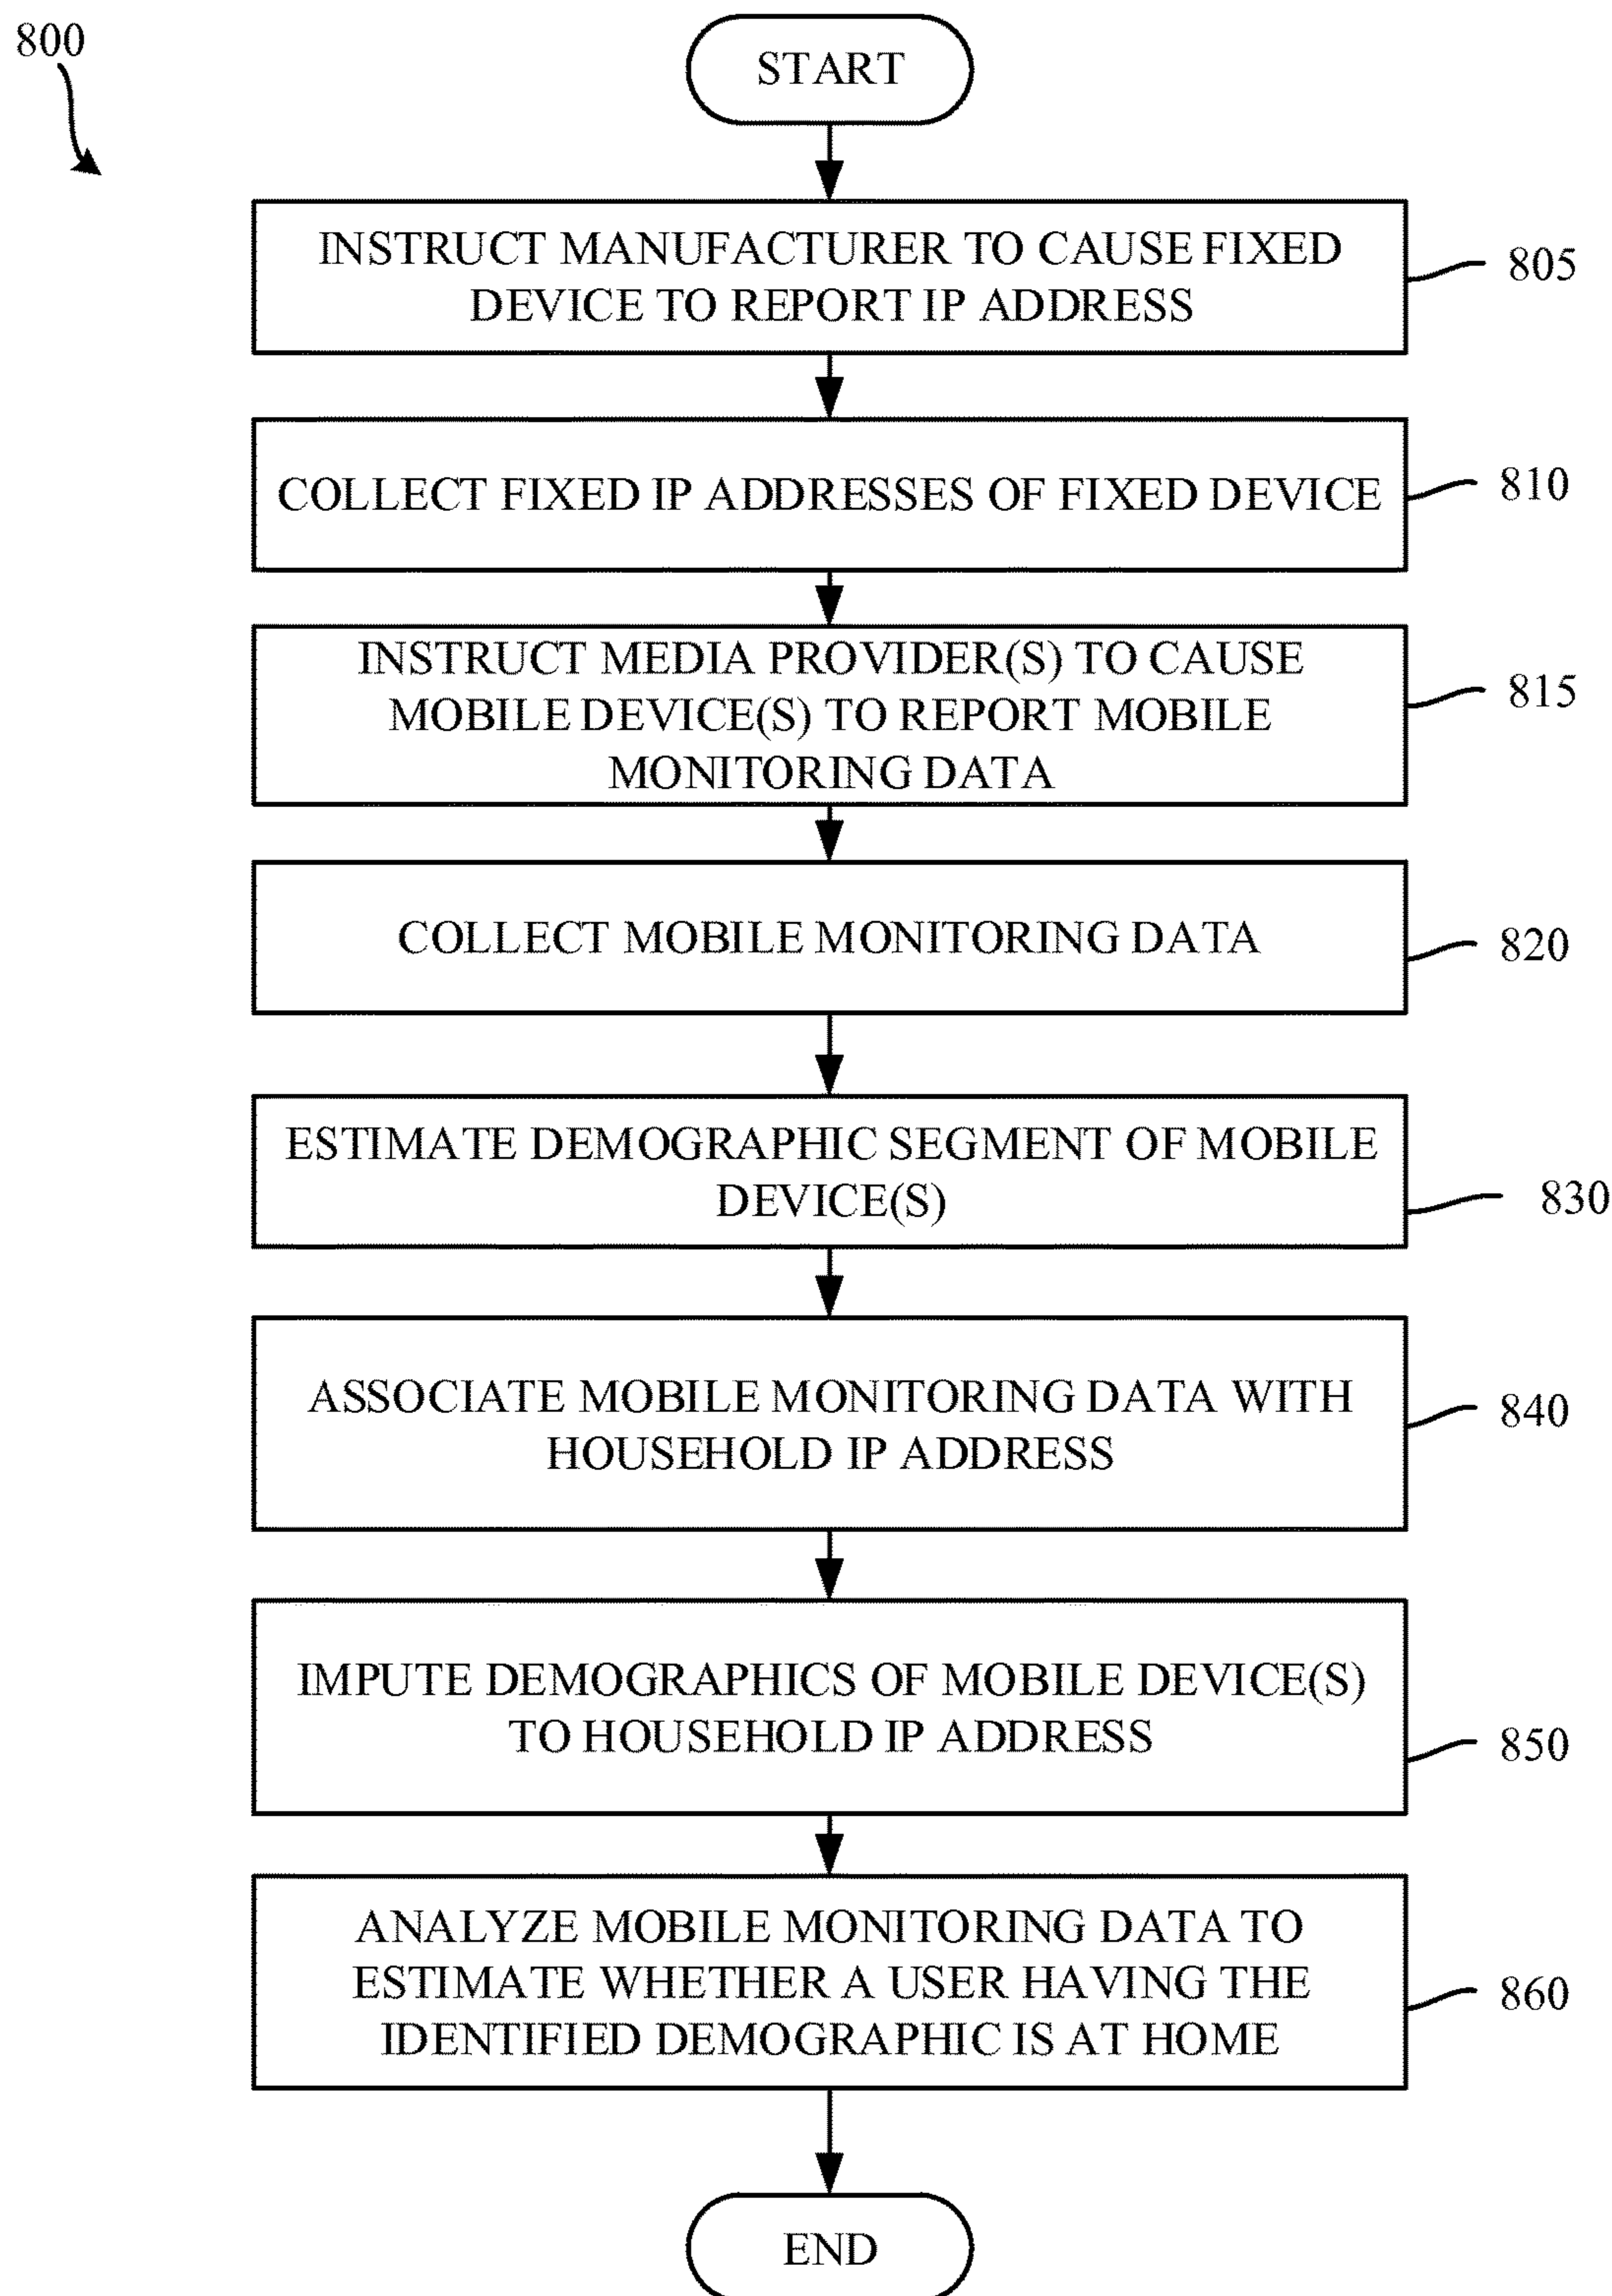 800
START
INSTRUCT MANUFACTURER TO CAUSE FIXED
DEVICE TO REPORT IP ADDRESS
805
COLLECT FIXED IP ADDRESSES OF FIXED DEVICE
810
INSTRUCT MEDIA PROVIDER(S) TO CAUSE
MOBILE DEVICE(S) TO REPORT MOBILE
MONITORING DATA
815
COLLECT MOBILE MONITORING DATA
820
ESTIMATE DEMOGRAPHIC SEGMENT OF MOBILE
DEVICE(S)
830
ASSOCIATE MOBILE MONITORING DATA WITH
HOUSEHOLD IP ADDRESS
840
IMPUTE DEMOGRAPHICS OF MOBILE DEVICE(S)
TO HOUSEHOLD IP ADDRESS
850
ANALYZE MOBILE MONITORING DATA TO
ESTIMATE WHETHER A USER HAVING THE
IDENTIFIED DEMOGRAPHIC IS AT HOME
860
END